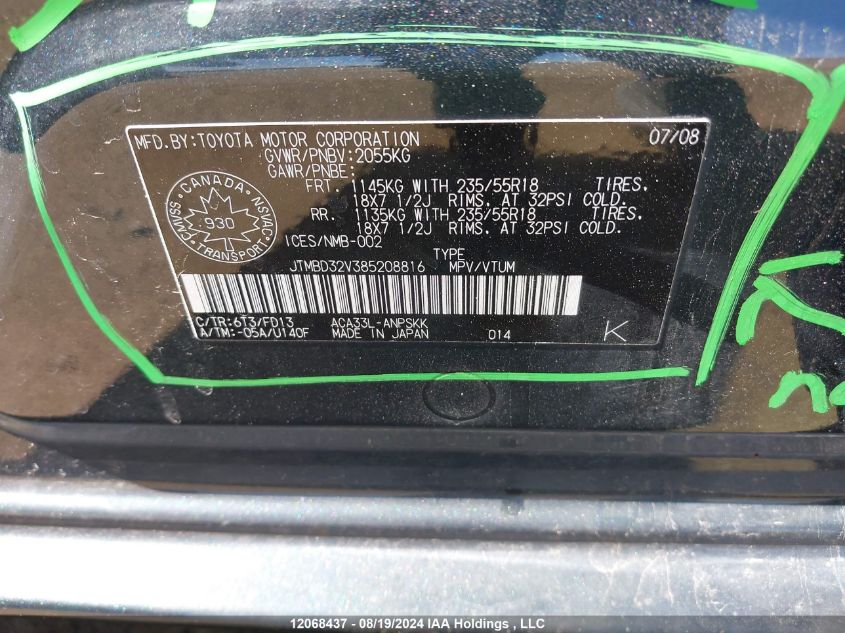 MFD.BY:TOYOTA MOTOR CORPORATION 07/08
GVWR/PNBV:2055KG
GAWR/PNBE:
FRT. 1145KG WITH 235/55R18 TIRES.
18X7 1/2J RIMS. AT 32PSI COLD.
RR. 1135KG WITH 235/55R18 TIRES.
18X7 1/2J RIMS. AT 32PSI COLD.
CANADA
CMVSS 930 NSVAC
TRANSPORT
ICES/NMB-002
TYPE
JTMBD32V385208816 MPV/VTUM
C/TR:6T3/FD13 ACA33L-ANPSKK
A/TM:-05A/U140F MADE IN JAPAN 014 K
12068437 - 08/19/2024 IAA Holdings , LLC